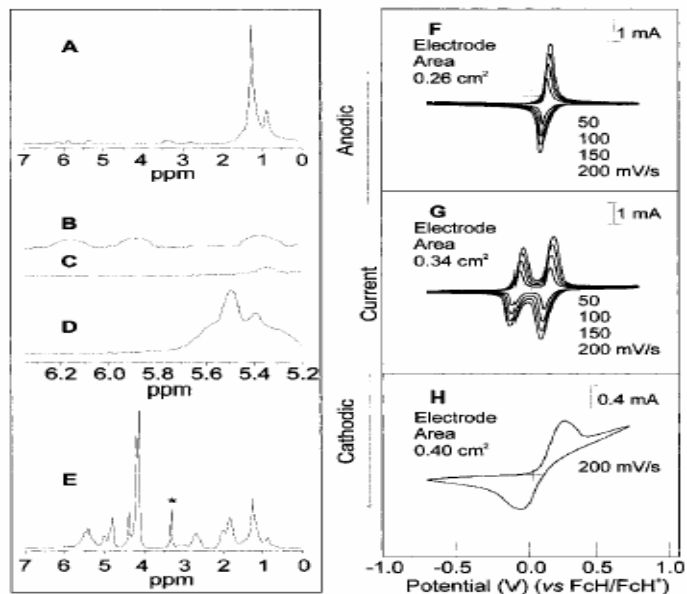 A
7 6 5 4 3 2 1 0
ppm
B
C
D
6.2 6.0 5.8 5.6 5.4 5.2
ppm
E
*
7 6 5 4 3 2 1 0
ppm
Cathodic Current Anodic
F
1 mA
Electrode
Area
0.26 cm²
50
100
150
200 mV/s
G
1 mA
Electrode
Area
0.34 cm²
50
100
150
200 mV/s
H
0.4 mA
Electrode
Area
0.40 cm²
200 mV/s
-1.0 -0.5 0.0 0.5 1.0
Potential (V) (vs FcH/FcH⁺)